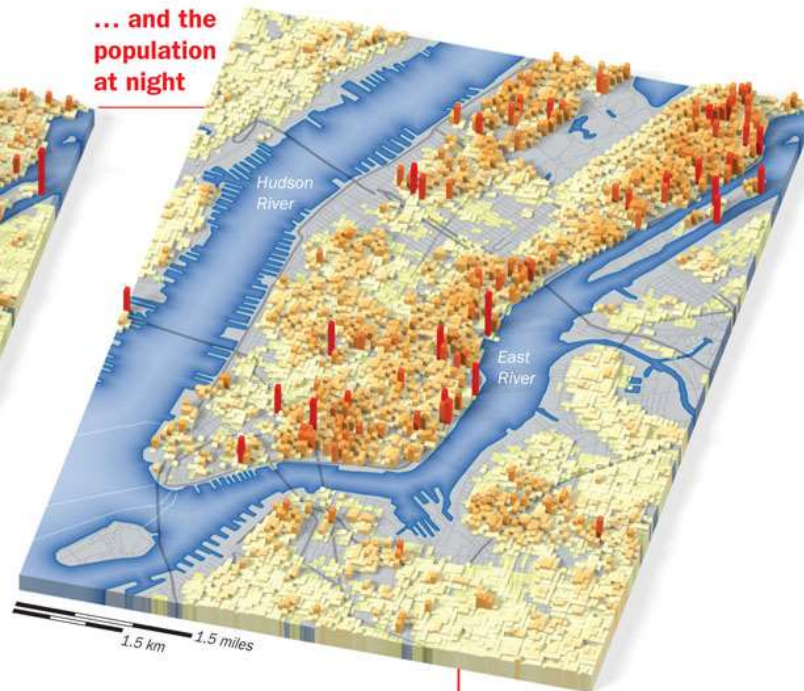 ... and the
population
at night
Hudson
River
East
River
1.5 km
1.5 miles